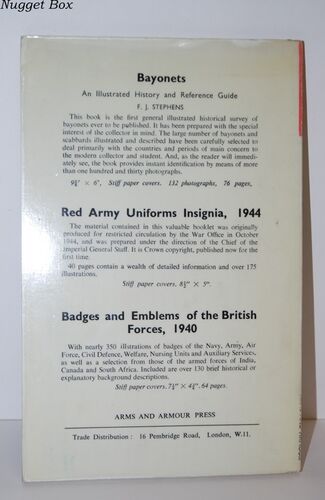 Nugget Box
Bayonets
An Illustrated History and Reference Guide
F. J. STEPHENS
This book is the first general illustrated historical survey of
bayonets ever to be published. It has been prepared with the special
interest of the collector in mind. The large number of bayonets and
scabbards illustrated and described have been carefully selected to
deal primarily with the countries and periods of main concern to
the modern collector and student. And, as the reader will immedi-
ately see, the book provides instant identification by means of more
than one hundred and thirty photographs.
× 6", Stiff paper covers. 132 photographs, 76 pages,
Red Army Uniforms Insignia, 1944
The material contained in this valuable booklet was originally
produced for restricted circulation by the War Office in October
1944, and was prepared under the direction of the Chief of the
Imperial General Staff. It is Crown copyright, published now for the
first time.
40 pages contain a wealth of detailed information and over 175
illustrations.
Stiff paper covers. 8½" × 5".
Badges and Emblems of the British
Forces, 1940
With nearly 350 illustrations of badges of the Navy, Army, Air
Force, Civil Defence, Welfare, Nursing Units and Auxiliary Services,
as well as a selection from those of the armed forces of India,
Canada and South Africa. Included are over 130 brief historical or
explanatory background descriptions.
Stiff paper covers. 7¼" × 4¾". 64 pages.
ARMS AND ARMOUR PRESS
Trade Distribution: 16 Pembridge Road, London, W.11.